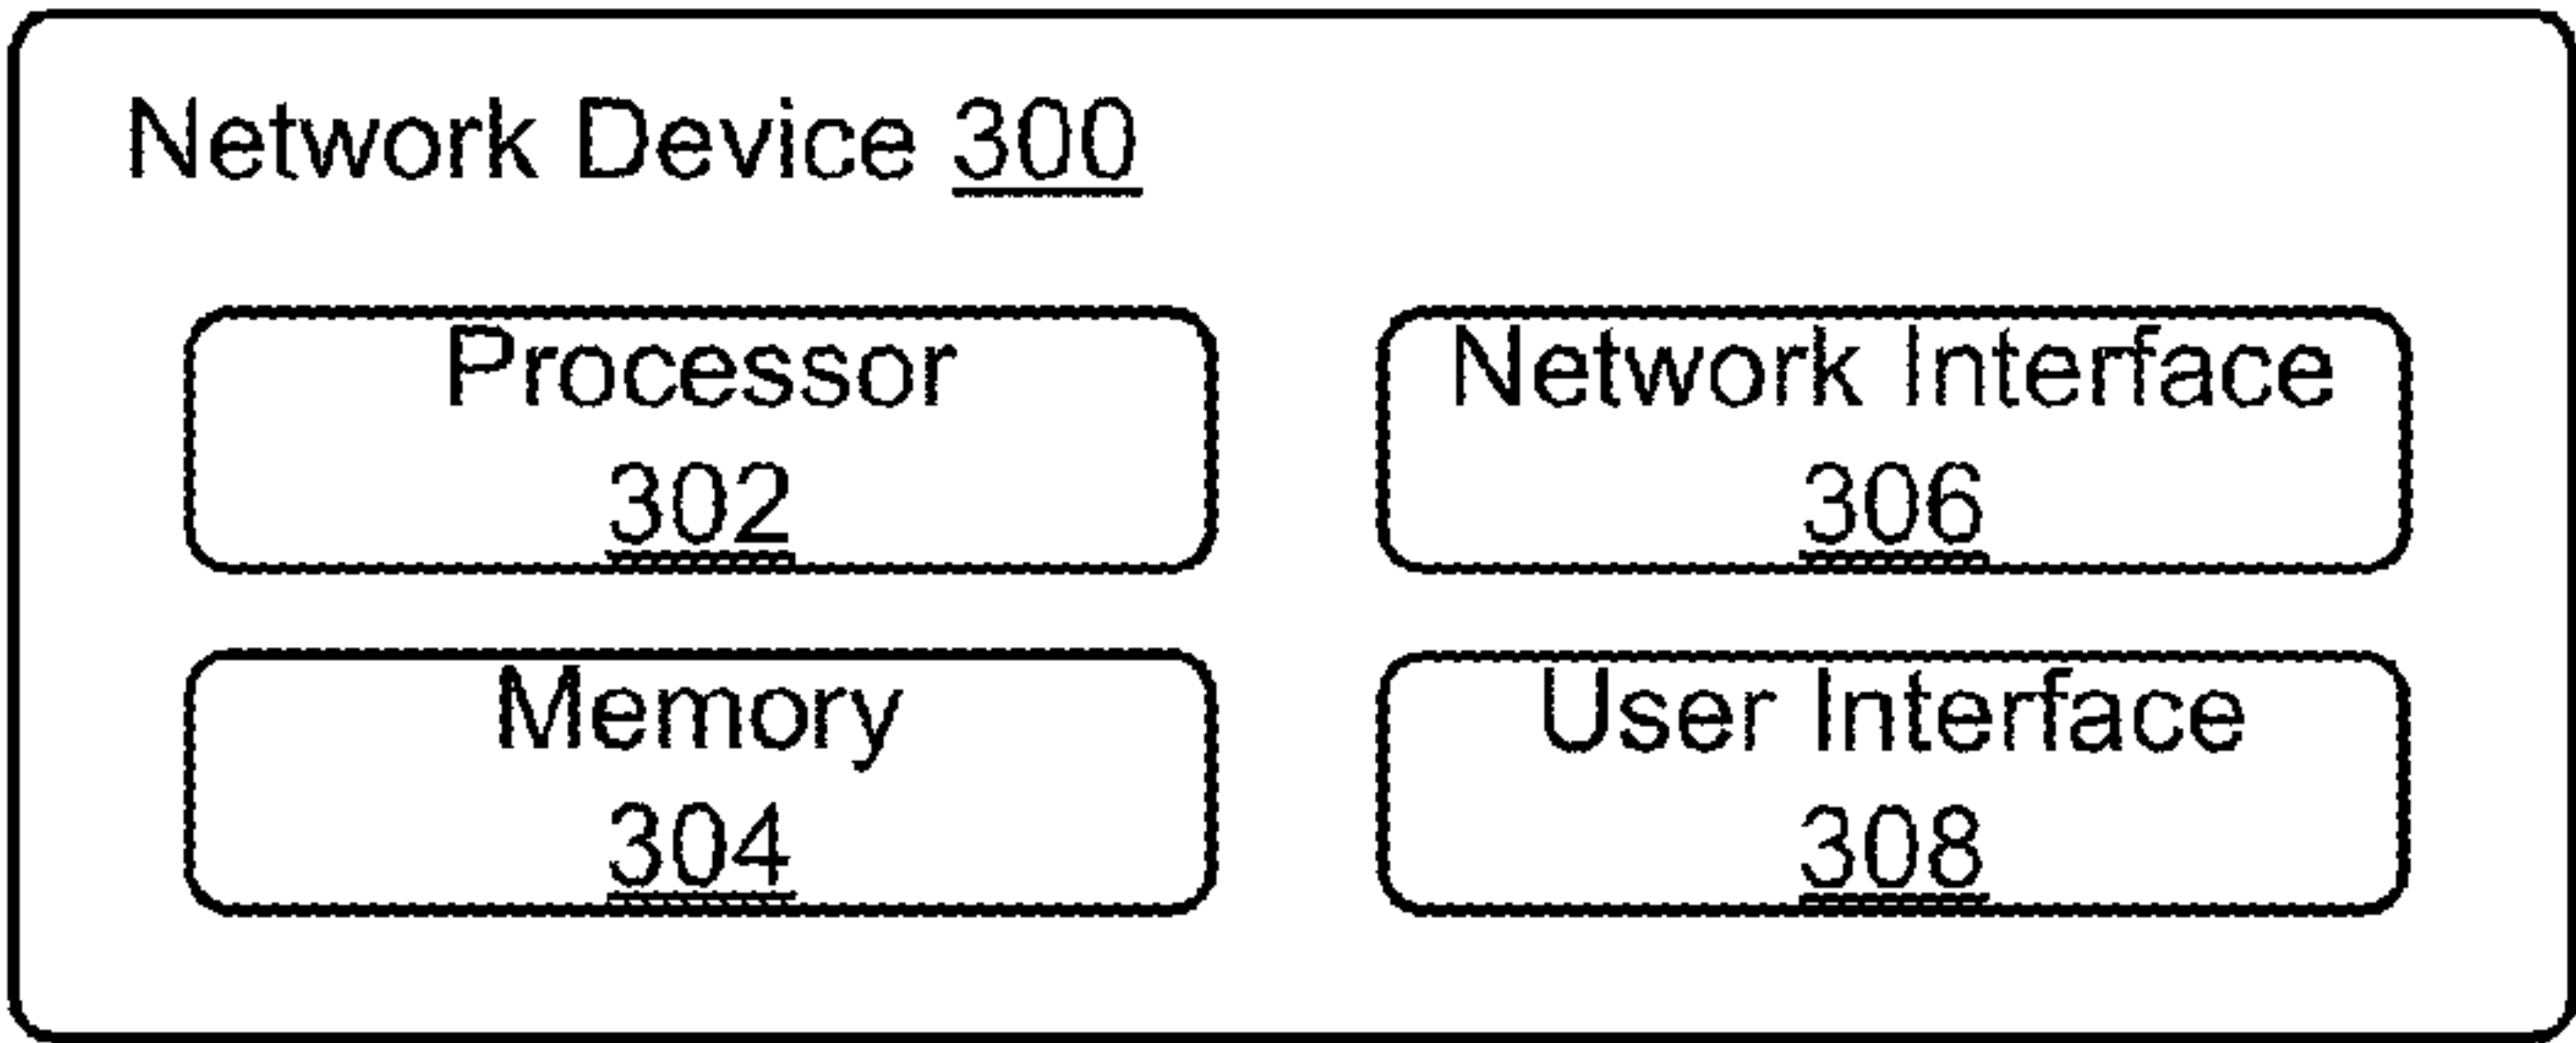 Network Device 300
Processor
302
Network Interface
306
Memory
304
User Interface
308